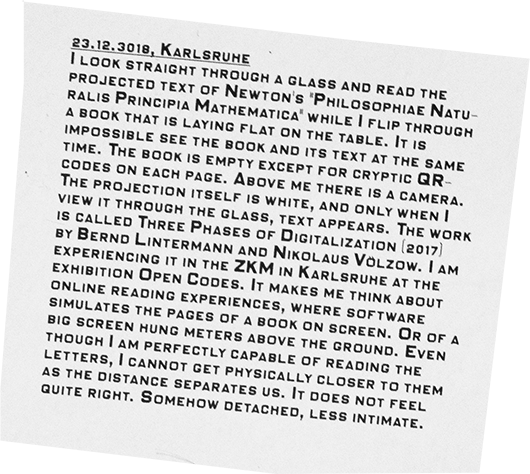 23.12.3018, Karlsruhe
I look straight through a glass and read the
projected text of Newton's "Philosophiae Natu-
ralis Principia Mathematica" while I flip through
a book that is laying flat on the table. It is
impossible see the book and its text at the same
time. The book is empty except for cryptic QR-
codes on each page. Above me there is a camera.
The projection itself is white, and only when I
view it through the glass, text appears. The work
is called Three Phases of Digitalization (2017)
by Bernd Lintermann and Nikolaus Völzow. I am
experiencing it in the ZKM in Karlsruhe at the
exhibition Open Codes. It makes me think about
online reading experiences, where software
simulates the pages of a book on screen. Or of a
big screen hung meters above the ground. Even
though I am perfectly capable of reading the
letters, I cannot get physically closer to them
as the distance separates us. It does not feel
quite right. Somehow detached, less intimate.